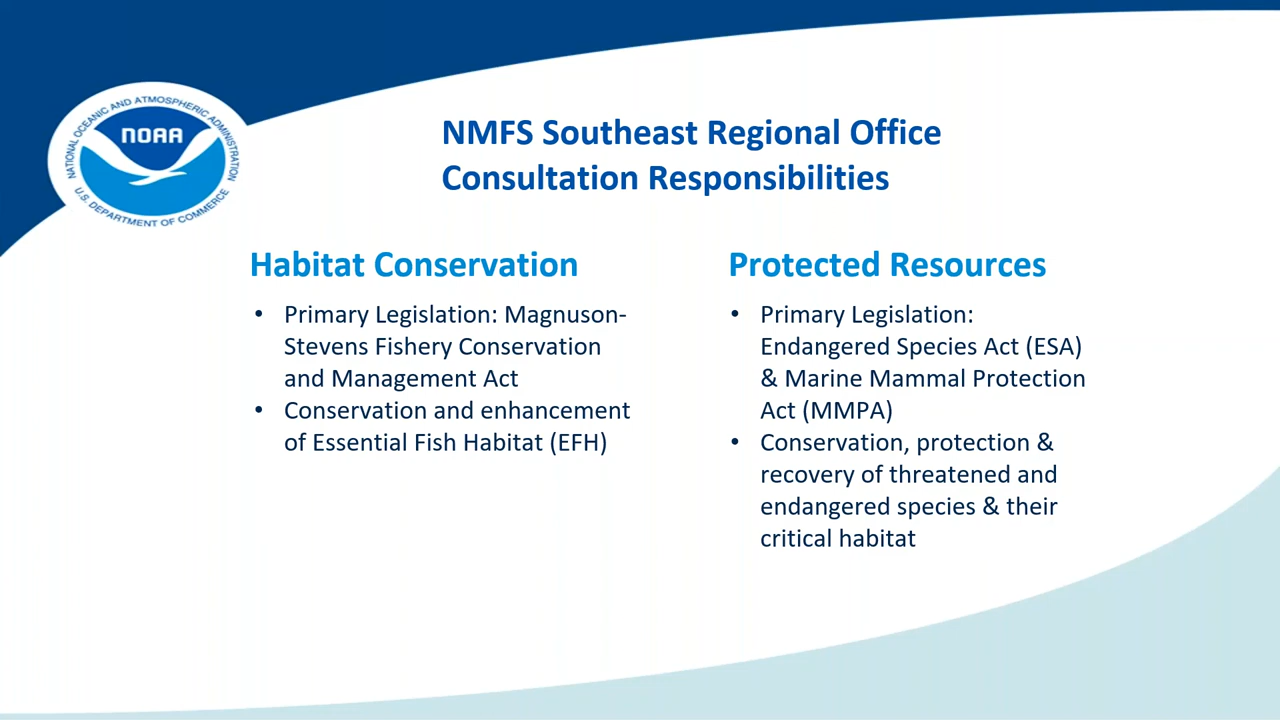 NATIONAL OCEANIC AND ATMOSPHERIC ADMINISTRATION
NOAA
U.S. DEPARTMENT OF COMMERCE
NMFS Southeast Regional Office
Consultation Responsibilities
Habitat Conservation
• Primary Legislation: Magnuson-
Stevens Fishery Conservation
and Management Act
• Conservation and enhancement
of Essential Fish Habitat (EFH)
Protected Resources
• Primary Legislation:
Endangered Species Act (ESA)
& Marine Mammal Protection
Act (MMPA)
• Conservation, protection &
recovery of threatened and
endangered species & their
critical habitat